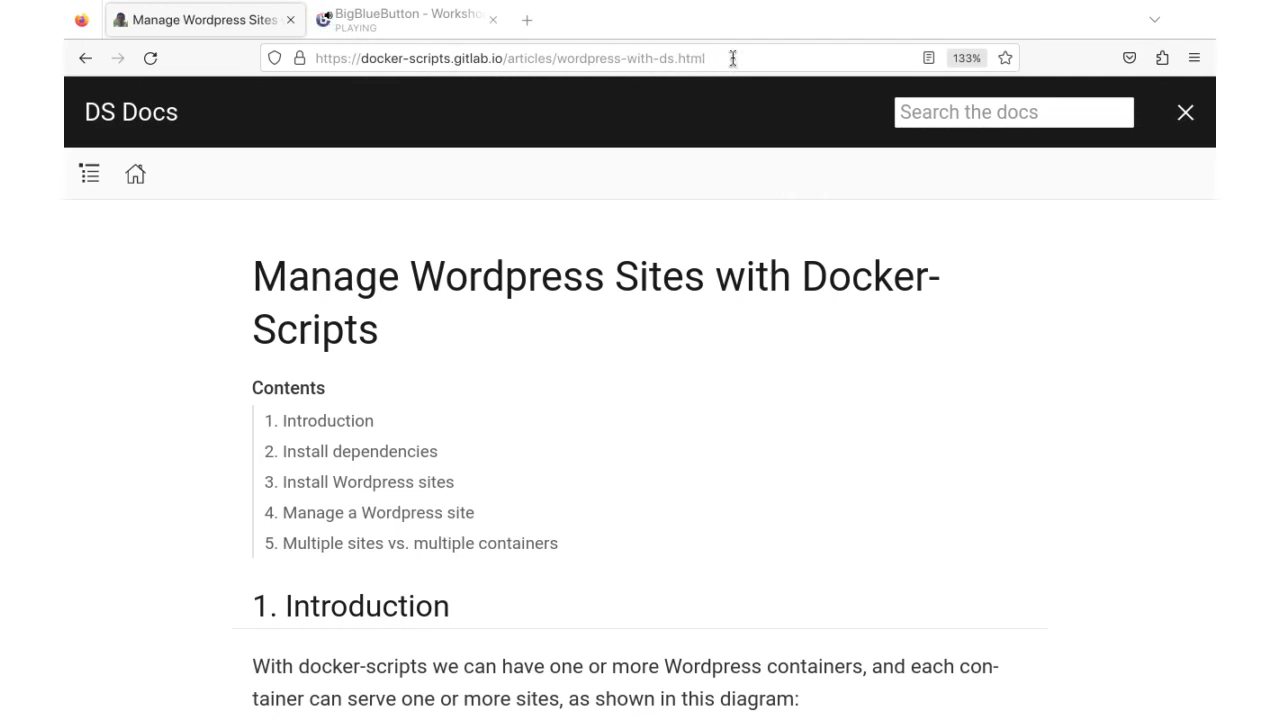 Manage Wordpress Sites
BigBlueButton - Worksho
PLAYING
https://docker-scripts.gitlab.io/articles/wordpress-with-ds.html
133%
DS Docs
Search the docs
Manage Wordpress Sites with Docker-
Scripts
Contents
1. Introduction
2. Install dependencies
3. Install Wordpress sites
4. Manage a Wordpress site
5. Multiple sites vs. multiple containers
1. Introduction
With docker-scripts we can have one or more Wordpress containers, and each con-
tainer can serve one or more sites, as shown in this diagram: